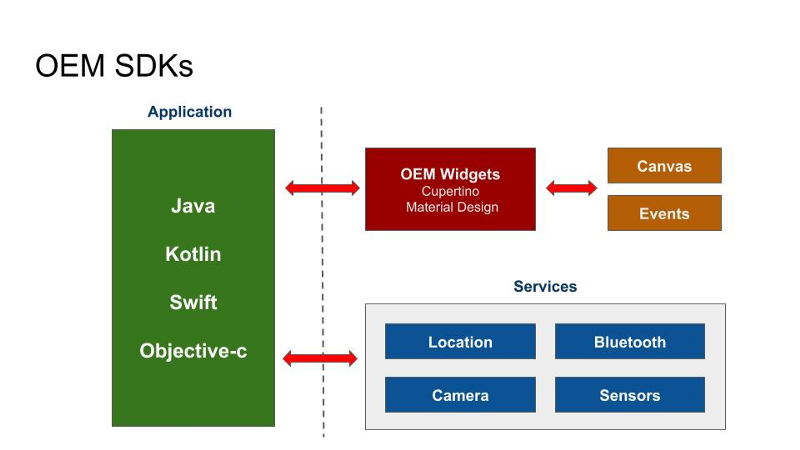 OEM SDKs
Application
Java
Kotlin
Swift
Objective-c
OEM Widgets
Cupertino
Material Design
Canvas
Events
Services
Location
Bluetooth
Camera
Sensors